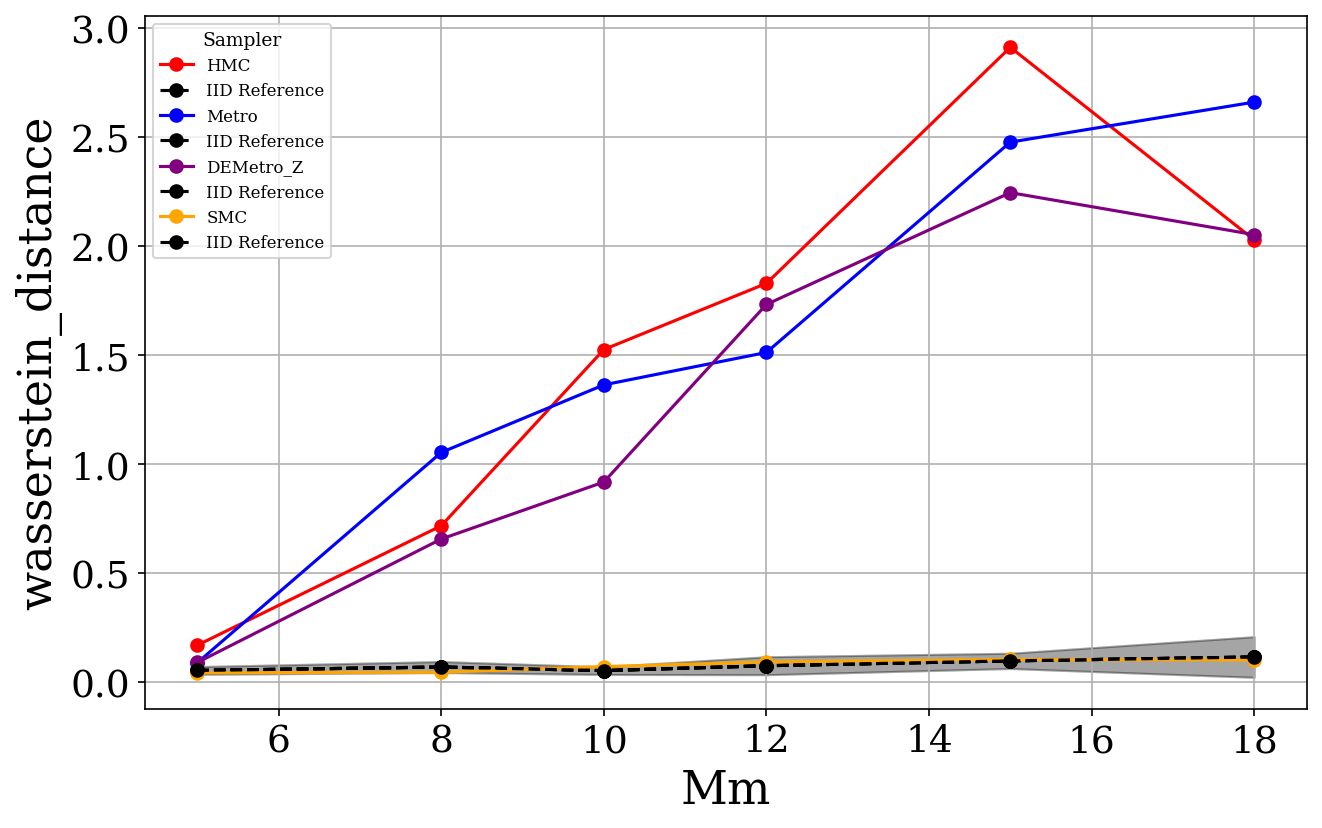 3.0
2.5
2.0
1.5
1.0
0.5
0.0
wasserstein_distance
Sampler
HMC
IID Reference
Metro
IID Reference
DEMetro_Z
IID Reference
SMC
IID Reference
6 8 10 12 14 16 18
Mm